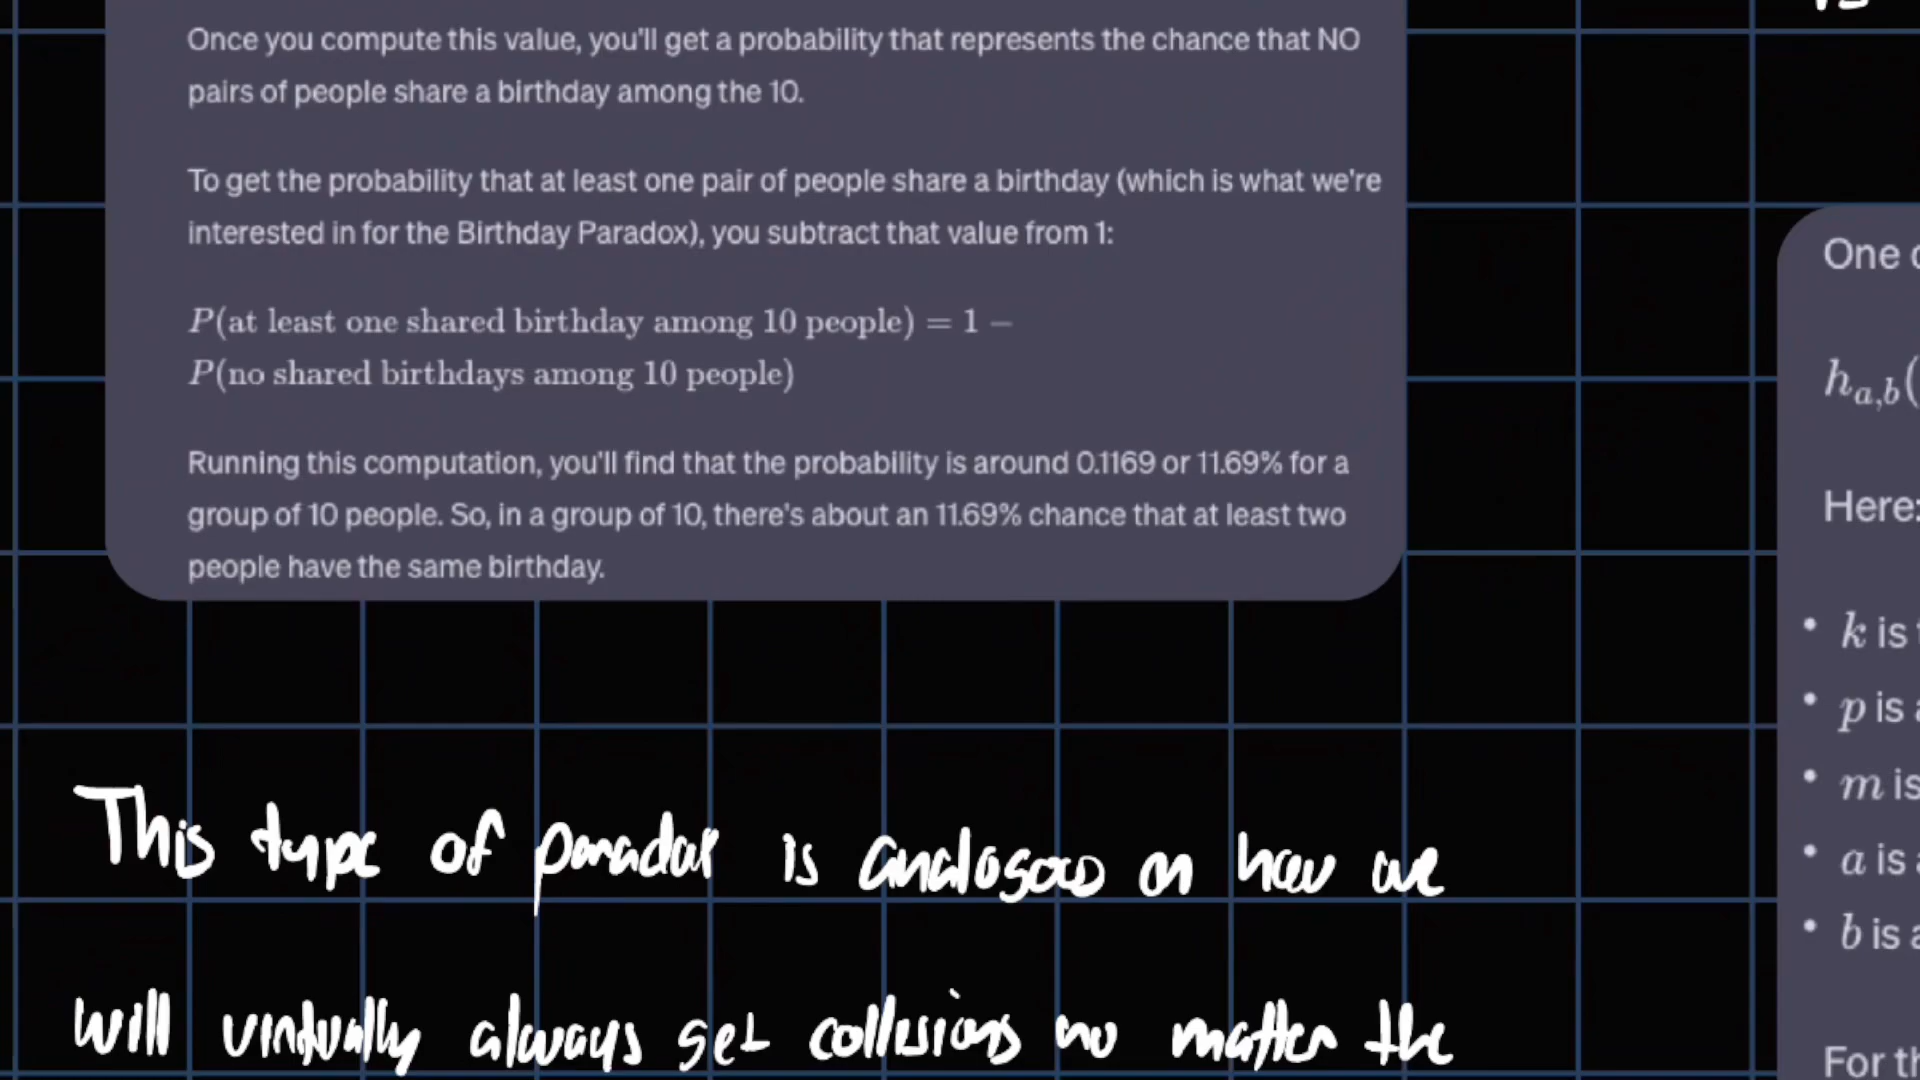 Once you compute this value, you'll get a probability that represents the chance that NO
pairs of people share a birthday among the 10.
To get the probability that at least one pair of people share a birthday (which is what we're
interested in for the Birthday Paradox), you subtract that value from 1:
P(at least one shared birthday among 10 people) = 1 −
P(no shared birthdays among 10 people)
Running this computation, you'll find that the probability is around 0.1169 or 11.69% for a
group of 10 people. So, in a group of 10, there's about an 11.69% chance that at least two
people have the same birthday.
This type of paradox is analogous on how we
will virtually always get collisions no matter the
One
h_{a,b}(
Here:
• k is
• p is a
• m is
• a is a
• b is a
For th